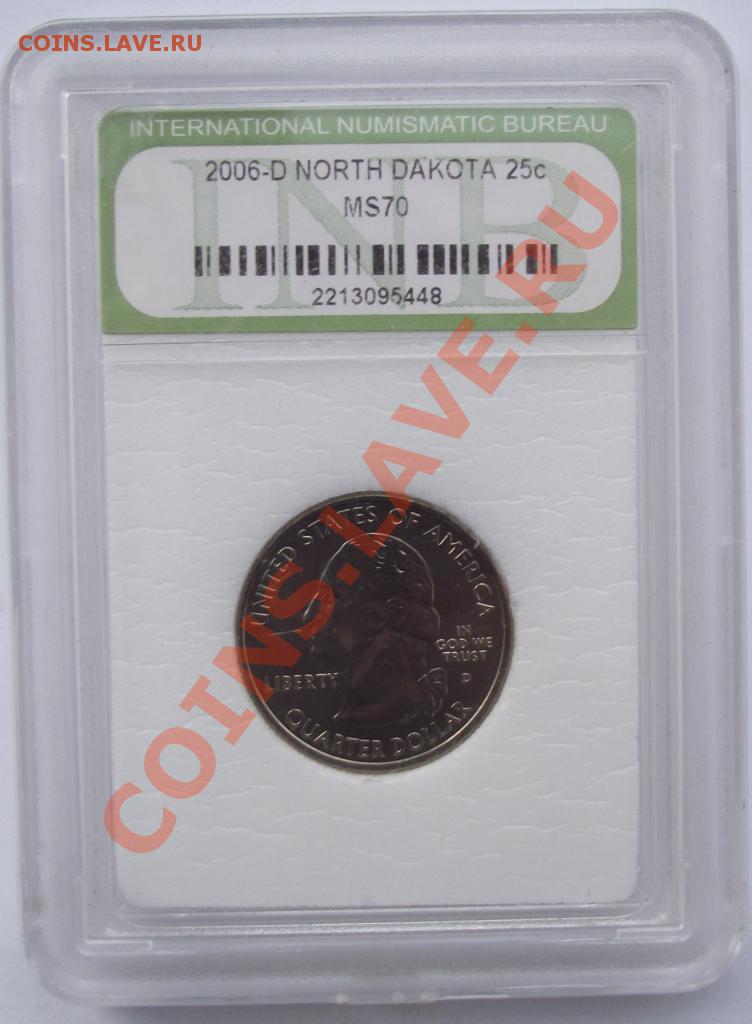 COINS.LAVE.RU
INTERNATIONAL NUMISMATIC BUREAU
INB
2006-D NORTH DAKOTA 25c
MS70
2213095448
UNITED STATES OF AMERICA
LIBERTY
IN
GOD WE
TRUST
D
QUARTER DOLLAR
COINS.LAVE.RU